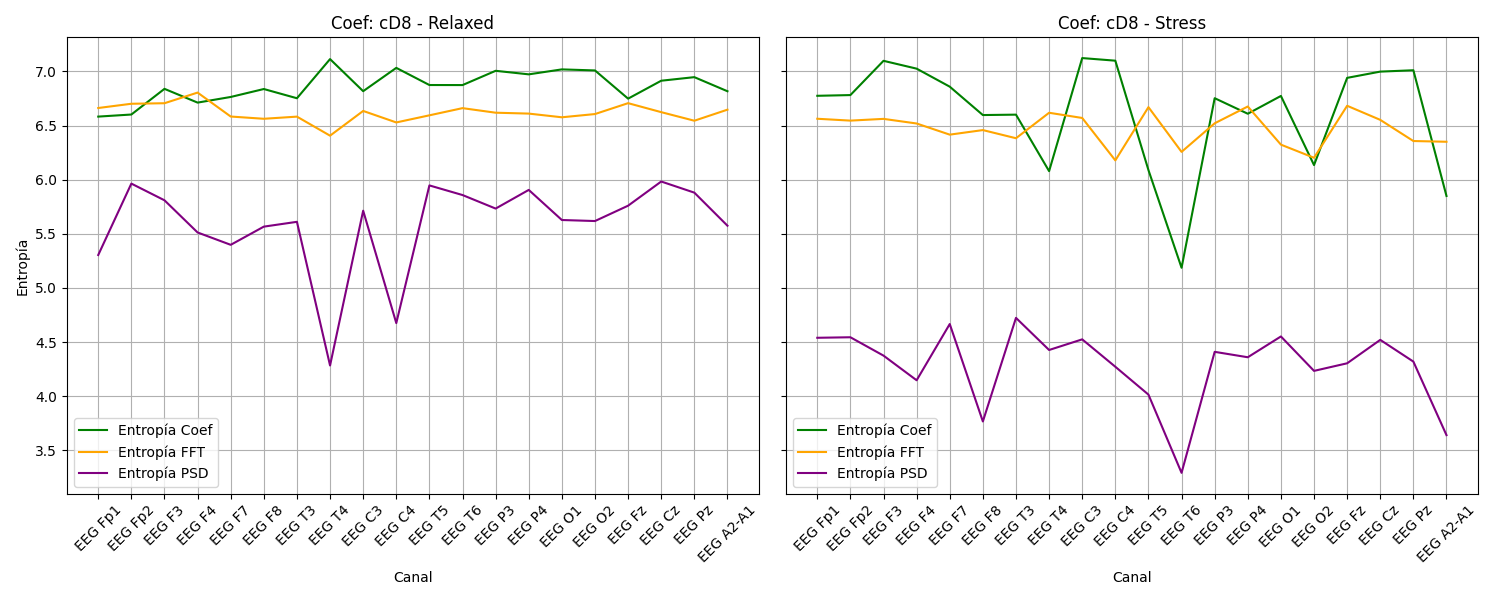 Coef: cD8 - Relaxed
Entropía
7.0
6.5
6.0
5.5
5.0
4.5
4.0
3.5
Entropía Coef
Entropía FFT
Entropía PSD
EEG Fp1
EEG Fp2
EEG F3
EEG F4
EEG F7
EEG F8
EEG T3
EEG T4
EEG C3
EEG C4
EEG T5
EEG T6
EEG P3
EEG P4
EEG O1
EEG O2
EEG Fz
EEG Cz
EEG Pz
EEG A2-A1
Canal
Coef: cD8 - Stress
Entropía Coef
Entropía FFT
Entropía PSD
EEG Fp1
EEG Fp2
EEG F3
EEG F4
EEG F7
EEG F8
EEG T3
EEG T4
EEG C3
EEG C4
EEG T5
EEG T6
EEG P3
EEG P4
EEG O1
EEG O2
EEG Fz
EEG Cz
EEG Pz
EEG A2-A1
Canal